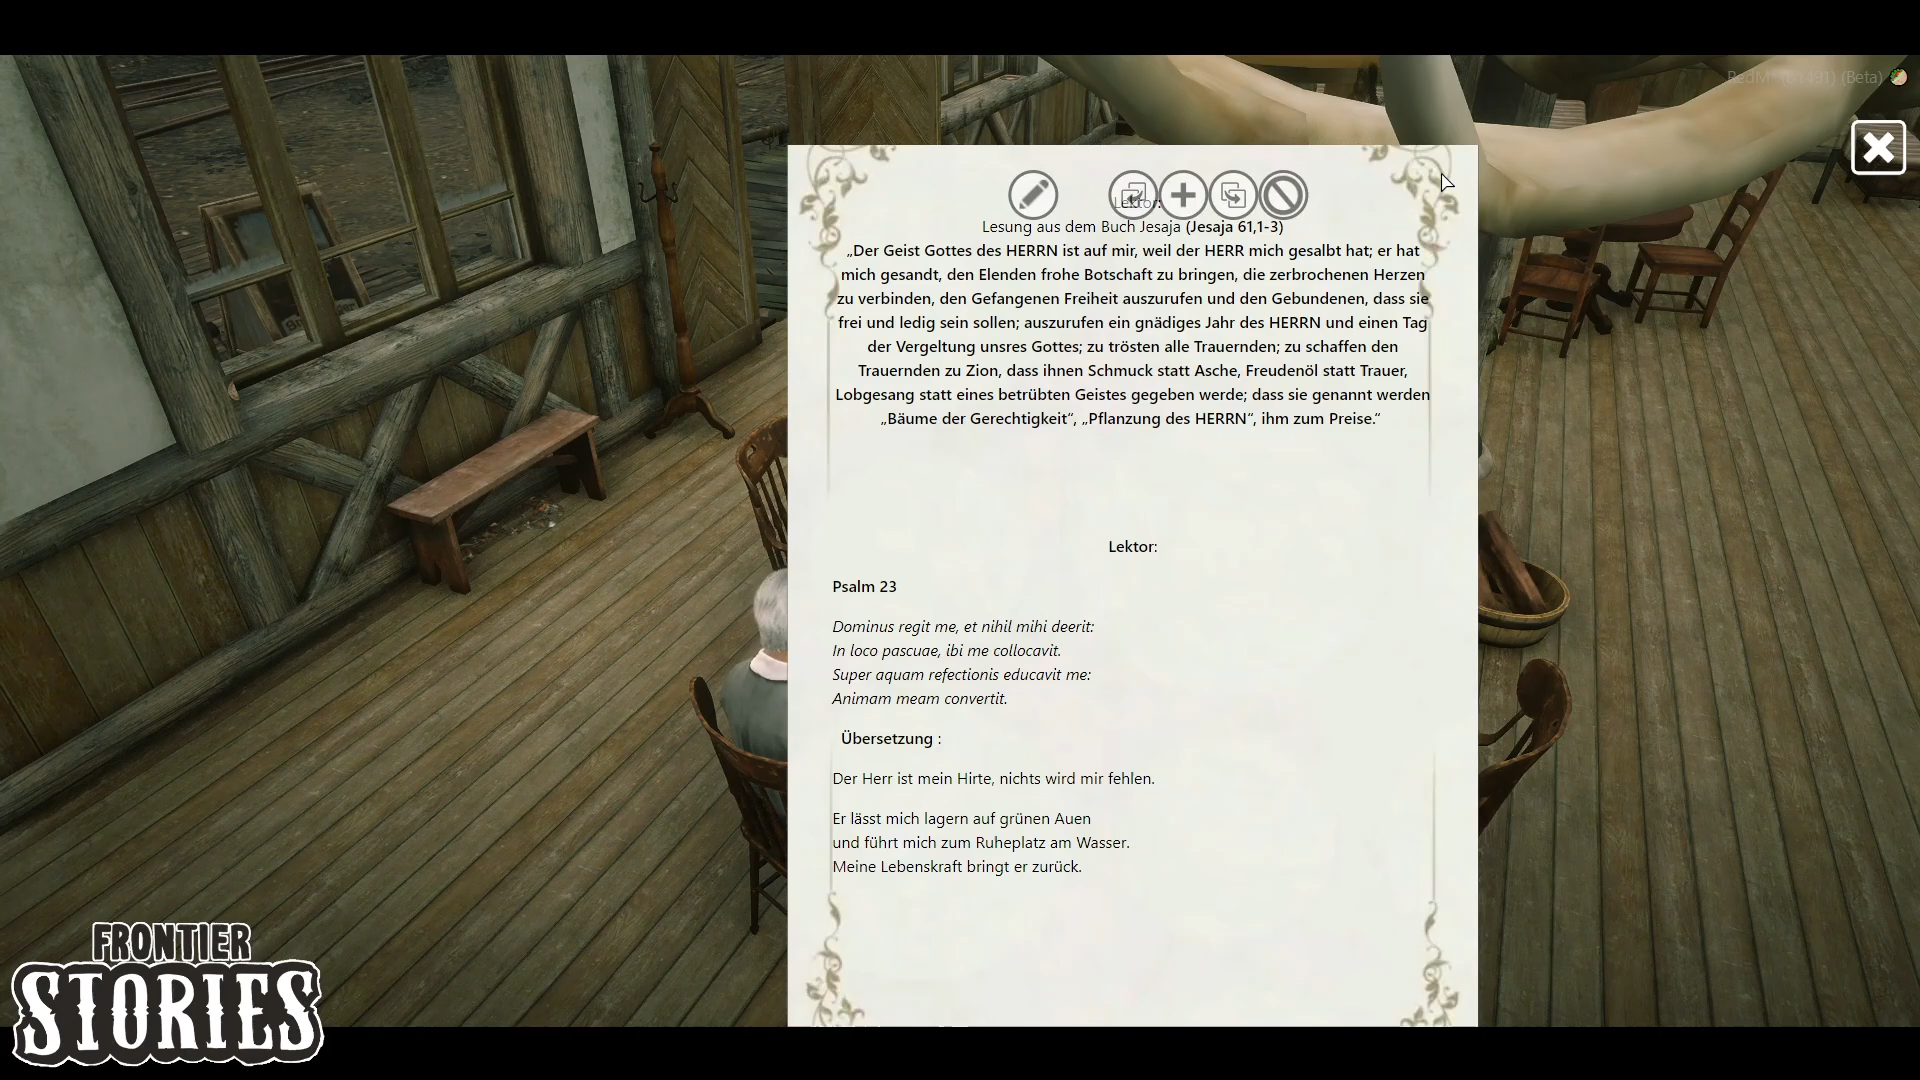 RedM
(Beta)
Lektor:
Lesung aus dem Buch Jesaja (Jesaja 61,1-3)
„Der Geist Gottes des HERRN ist auf mir, weil der HERR mich gesalbt hat; er hat
mich gesandt, den Elenden frohe Botschaft zu bringen, die zerbrochenen Herzen
zu verbinden, den Gefangenen Freiheit auszurufen und den Gebundenen, dass sie
frei und ledig sein sollen; auszurufen ein gnädiges Jahr des HERRN und einen Tag
der Vergeltung unsres Gottes; zu trösten alle Trauernden; zu schaffen den
Trauernden zu Zion, dass ihnen Schmuck statt Asche, Freudenöl statt Trauer,
Lobgesang statt eines betrübten Geistes gegeben werde; dass sie genannt werden
„Bäume der Gerechtigkeit“, „Pflanzung des HERRN“, ihm zum Preise.“
Lektor:
Psalm 23
Dominus regit me, et nihil mihi deerit:
In loco pascuae, ibi me collocavit.
Super aquam refectionis educavit me:
Animam meam convertit.
Übersetzung :
Der Herr ist mein Hirte, nichts wird mir fehlen.
Er lässt mich lagern auf grünen Auen
und führt mich zum Ruheplatz am Wasser.
Meine Lebenskraft bringt er zurück.
FRONTIER
STORIES